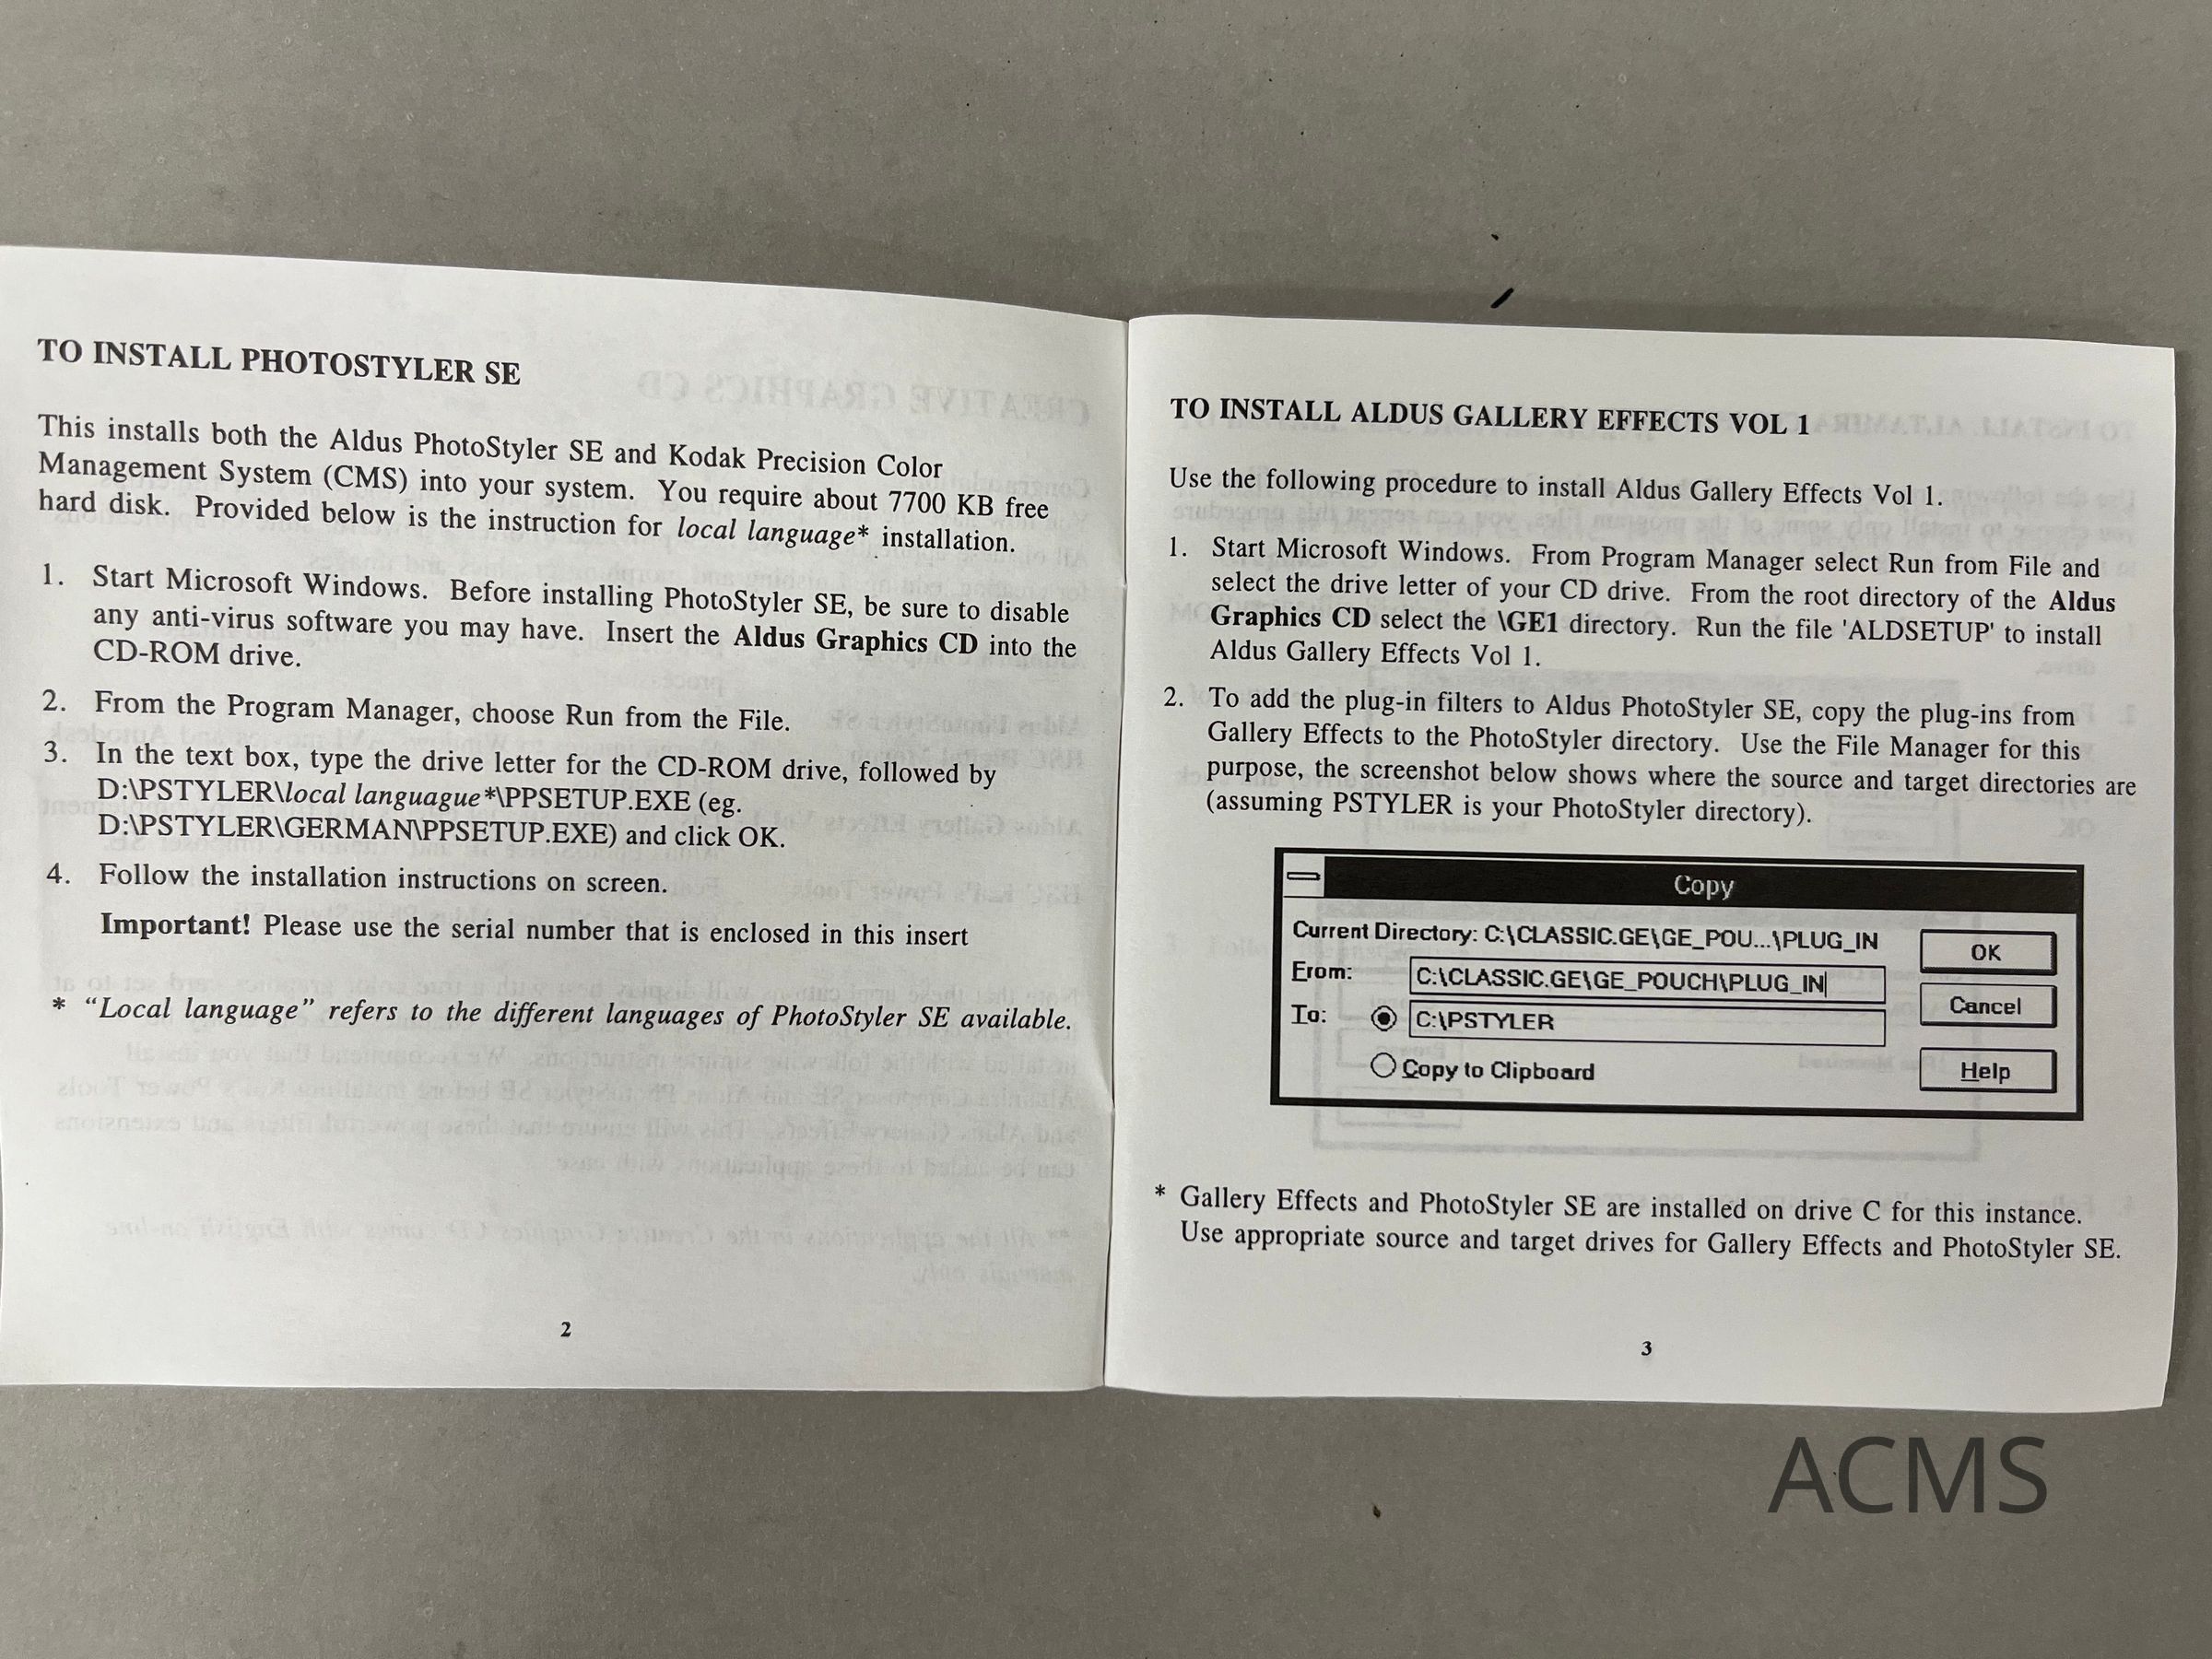 TO INSTALL PHOTOSTYLER SE
This installs both the Aldus PhotoStyler SE and Kodak Precision Color
Management System (CMS) into your system. You require about 7700 KB free
hard disk. Provided below is the instruction for local language* installation.
1. Start Microsoft Windows. Before installing PhotoStyler SE, be sure to disable
any anti-virus software you may have. Insert the Aldus Graphics CD into the
CD-ROM drive.
2. From the Program Manager, choose Run from the File.
3. In the text box, type the drive letter for the CD-ROM drive, followed by
D:\PSTYLER\local languague*\PPSETUP.EXE (eg.
D:\PSTYLER\GERMAN\PPSETUP.EXE) and click OK.
4. Follow the installation instructions on screen.
Important! Please use the serial number that is enclosed in this insert
* “Local language” refers to the different languages of PhotoStyler SE available.
2
TO INSTALL ALDUS GALLERY EFFECTS VOL 1
Use the following procedure to install Aldus Gallery Effects Vol 1.
1. Start Microsoft Windows. From Program Manager select Run from File and
select the drive letter of your CD drive. From the root directory of the Aldus
Graphics CD select the \GE1 directory. Run the file 'ALDSETUP' to install
Aldus Gallery Effects Vol 1.
2. To add the plug-in filters to Aldus PhotoStyler SE, copy the plug-ins from
Gallery Effects to the PhotoStyler directory. Use the File Manager for this
purpose, the screenshot below shows where the source and target directories are
(assuming PSTYLER is your PhotoStyler directory).
Copy
Current Directory: C:\CLASSIC.GE\GE_POU...\PLUG_IN
OK
From: C:\CLASSIC.GE\GE_POUCH\PLUG_IN
Cancel
To: C:\PSTYLER
Copy to Clipboard
Help
* Gallery Effects and PhotoStyler SE are installed on drive C for this instance.
Use appropriate source and target drives for Gallery Effects and PhotoStyler SE.
3
ACMS